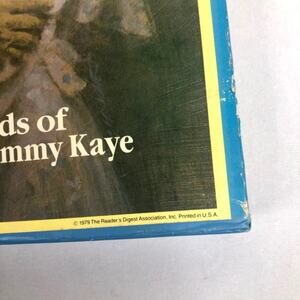 ds of
mmy Kaye
© 1979 The Reader's Digest Association, Inc. Printed in U.S.A.